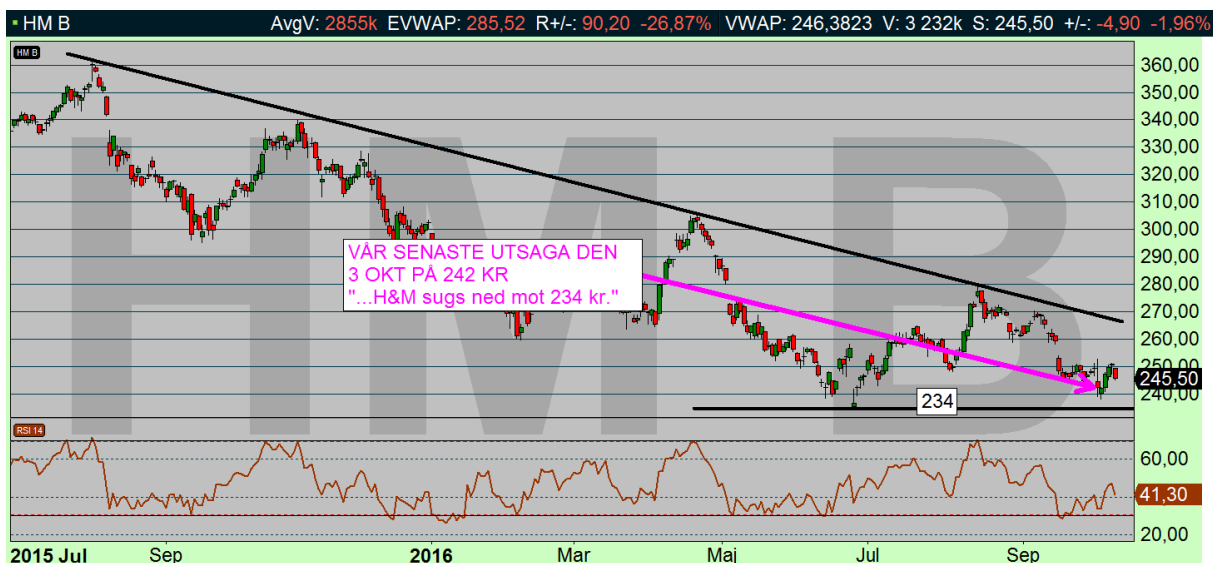 HM B AvgV: 2855k EVWAP: 285,52 R+/-: 90,20 -26,87% VWAP: 246,3823 V: 3 232k S: 245,50 +/-: -4,90 -1,96%
HM B
HM B
360,00
350,00
340,00
330,00
320,00
310,00
300,00
290,00
280,00
270,00
260,00
250,00
245,50
240,00
VÅR SENASTE UTSAGA DEN
3 OKT PÅ 242 KR
"...H&M sugs ned mot 234 kr."
234
RSI 14
60,00
41,30
20,00
2015 Jul Sep 2016 Mar Maj Jul Sep